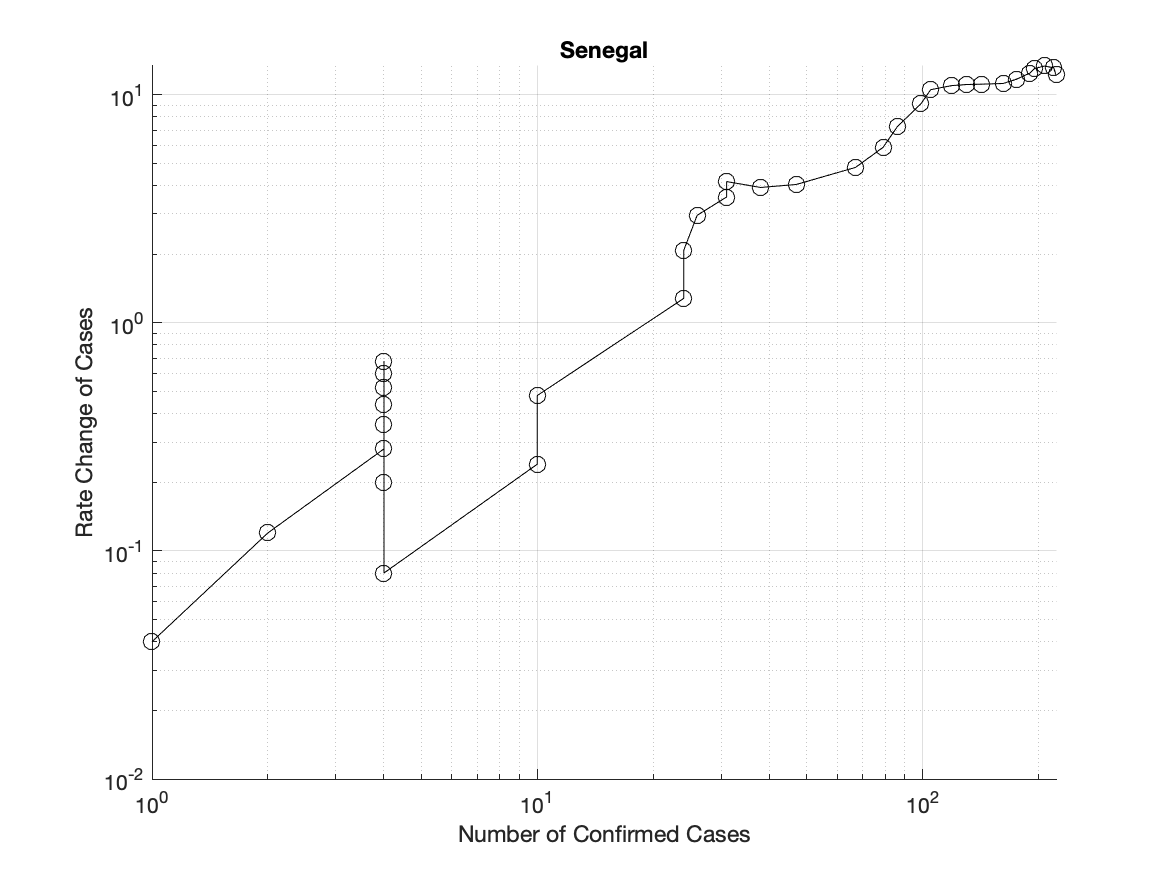 Senegal
10^1
10^0
10^-1
10^-2
Rate Change of Cases
10^0 10^1 10^2
Number of Confirmed Cases